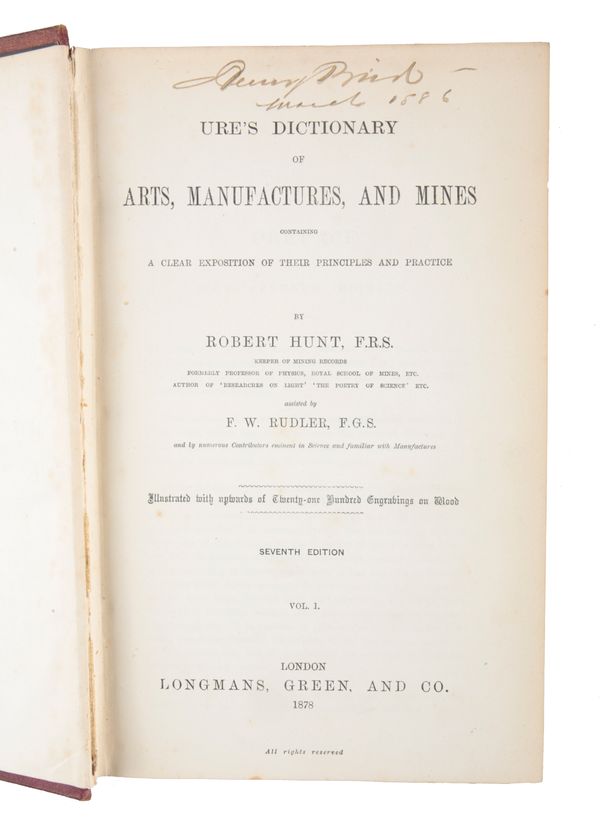 Henry Bird
March 1886
URE'S DICTIONARY
OF
ARTS, MANUFACTURES, AND MINES
CONTAINING
A CLEAR EXPOSITION OF THEIR PRINCIPLES AND PRACTICE
BY
ROBERT HUNT, F.R.S.
KEEPER OF MINING RECORDS
FORMERLY PROFESSOR OF PHYSICS, ROYAL SCHOOL OF MINES, ETC.
AUTHOR OF 'RESEARCHES ON LIGHT' 'THE POETRY OF SCIENCE' ETC.
assisted by
F. W. RUDLER, F.G.S.
and by numerous Contributors eminent in Science and familiar with Manufactures
Illustrated with upwards of Twenty-one Hundred Engravings on Wood
SEVENTH EDITION
VOL. I.
LONDON
LONGMANS, GREEN, AND CO.
1878
All rights reserved